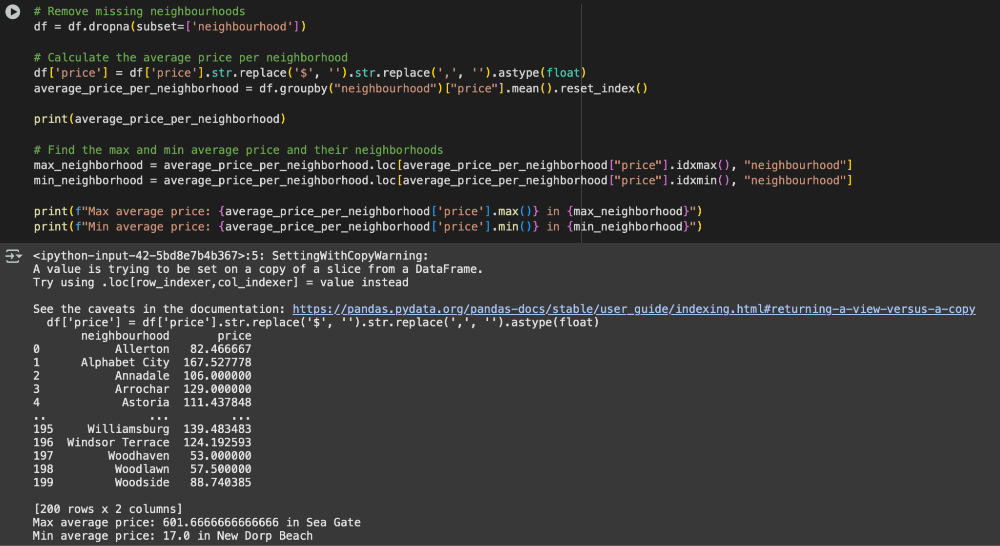 # Remove missing neighbourhoods
df = df.dropna(subset=['neighbourhood'])
# Calculate the average price per neighborhood
df['price'] = df['price'].str.replace('$', '').str.replace(',', '').astype(float)
average_price_per_neighborhood = df.groupby("neighbourhood")["price"].mean().reset_index()
print(average_price_per_neighborhood)
# Find the max and min average price and their neighborhoods
max_neighborhood = average_price_per_neighborhood.loc[average_price_per_neighborhood["price"].idxmax(), "neighbourhood"]
min_neighborhood = average_price_per_neighborhood.loc[average_price_per_neighborhood["price"].idxmin(), "neighbourhood"]
print(f"Max average price: {average_price_per_neighborhood['price'].max()} in {max_neighborhood}")
print(f"Min average price: {average_price_per_neighborhood['price'].min()} in {min_neighborhood}")
<ipython-input-42-5bd8e7b4b367>:5: SettingWithCopyWarning:
A value is trying to be set on a copy of a slice from a DataFrame.
Try using .loc[row_indexer,col_indexer] = value instead
See the caveats in the documentation: https://pandas.pydata.org/pandas-docs/stable/user_guide/indexing.html#returning-a-view-versus-a-copy
df['price'] = df['price'].str.replace('$', '').str.replace(',', '').astype(float)
neighbourhood price
0 Allerton 82.466667
1 Alphabet City 167.527778
2 Annadale 106.000000
3 Arrochar 129.000000
4 Astoria 111.437848
.. ... ...
195 Williamsburg 139.483483
196 Windsor Terrace 124.192593
197 Woodhaven 53.000000
198 Woodlawn 57.500000
199 Woodside 88.740385
[200 rows x 2 columns]
Max average price: 601.6666666666666 in Sea Gate
Min average price: 17.0 in New Dorp Beach